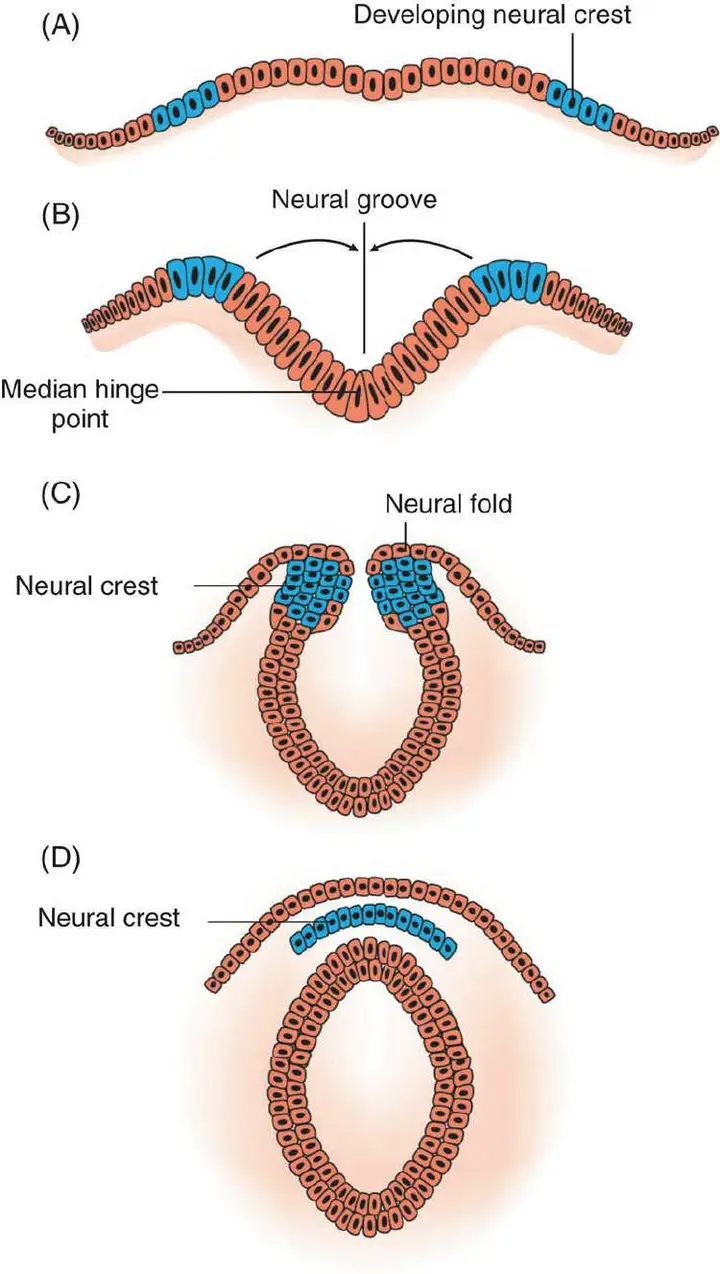 (A)
Developing neural crest
(B)
Neural groove
Median hinge
point
(C)
Neural fold
Neural crest
(D)
Neural crest